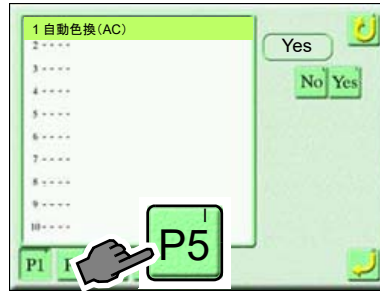 1 自動色換(AC)
2 - - - -
3 - - - -
4 - - - -
5 - - - -
6 - - - -
7 - - - -
8 - - - -
9 - - - -
10 - - - -
Yes
No Yes
P1
P5